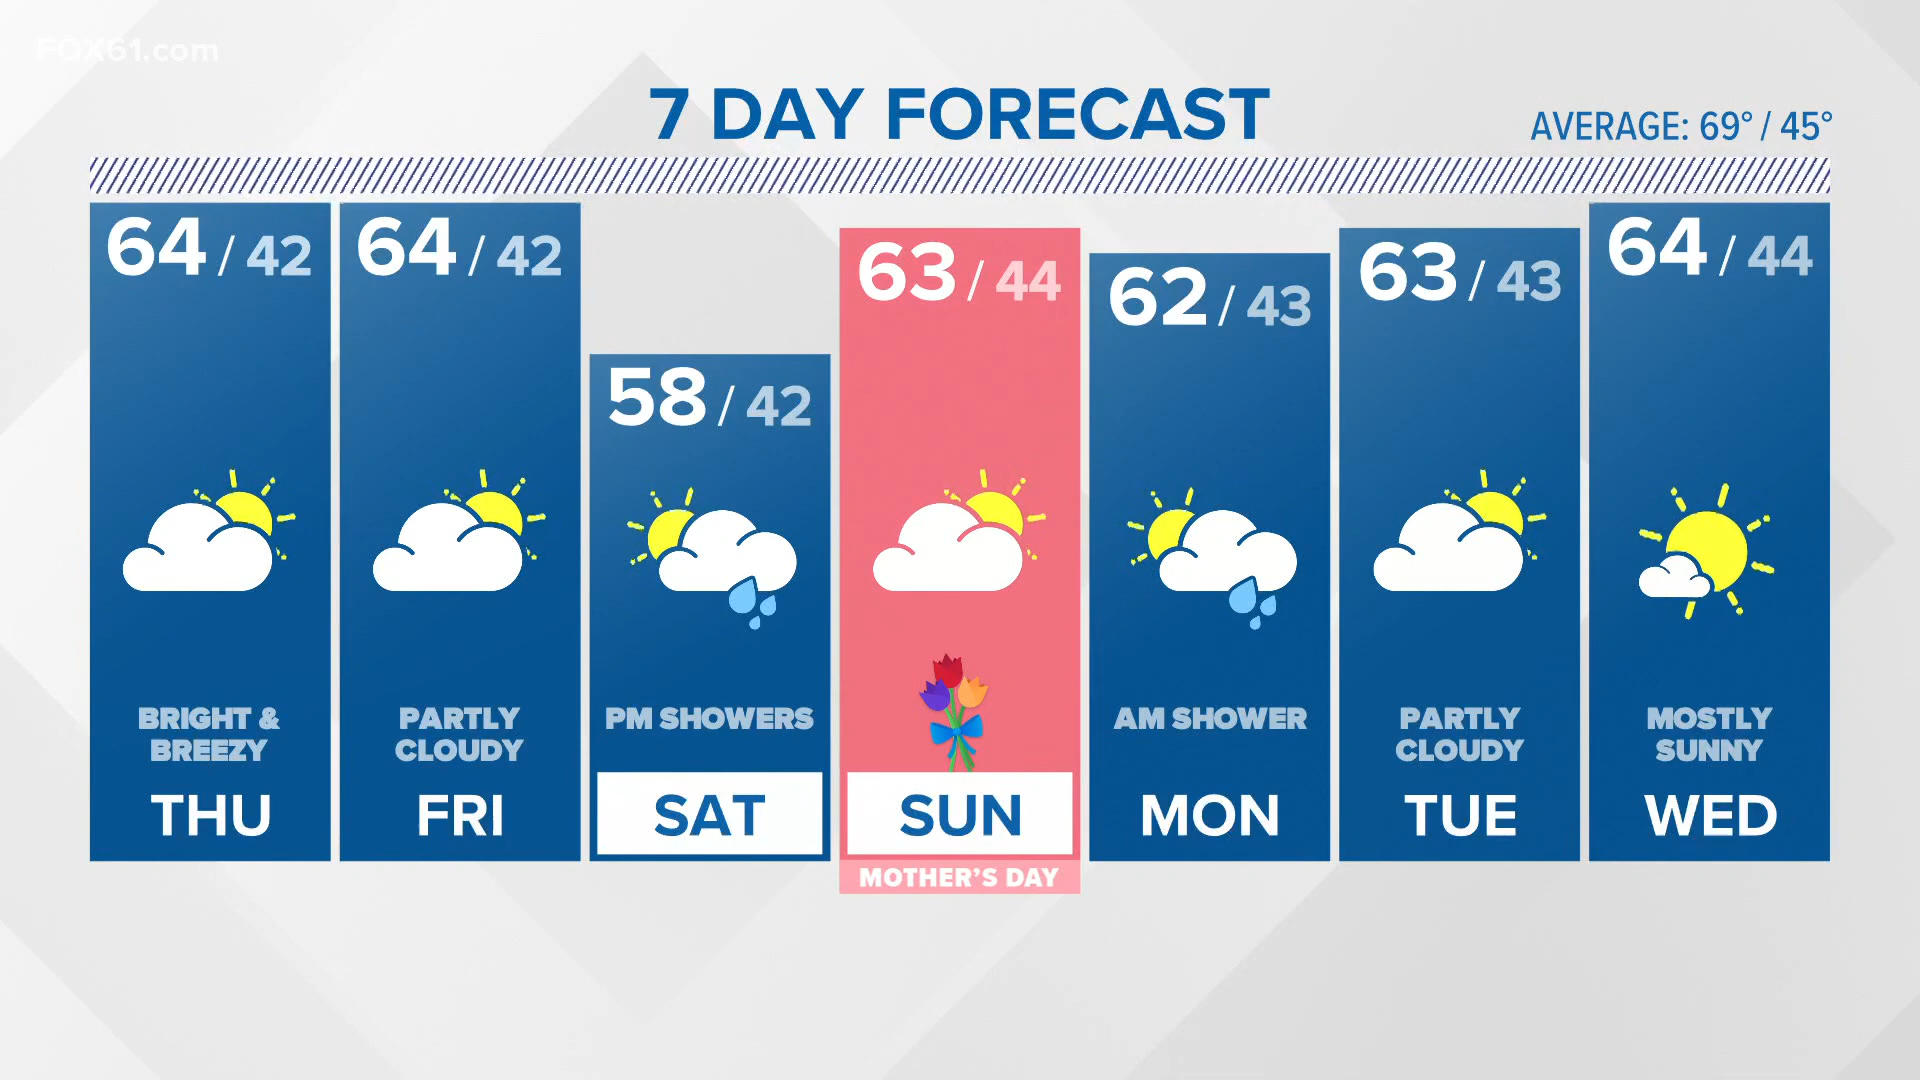 FOX61.com
7 DAY FORECAST
AVERAGE: 69° / 45°
64 / 42
BRIGHT &
BREEZY
THU
64 / 42
PARTLY
CLOUDY
FRI
58 / 42
PM SHOWERS
SAT
63 / 44
SUN
MOTHER'S DAY
62 / 43
AM SHOWER
MON
63 / 43
PARTLY
CLOUDY
TUE
64 / 44
MOSTLY
SUNNY
WED